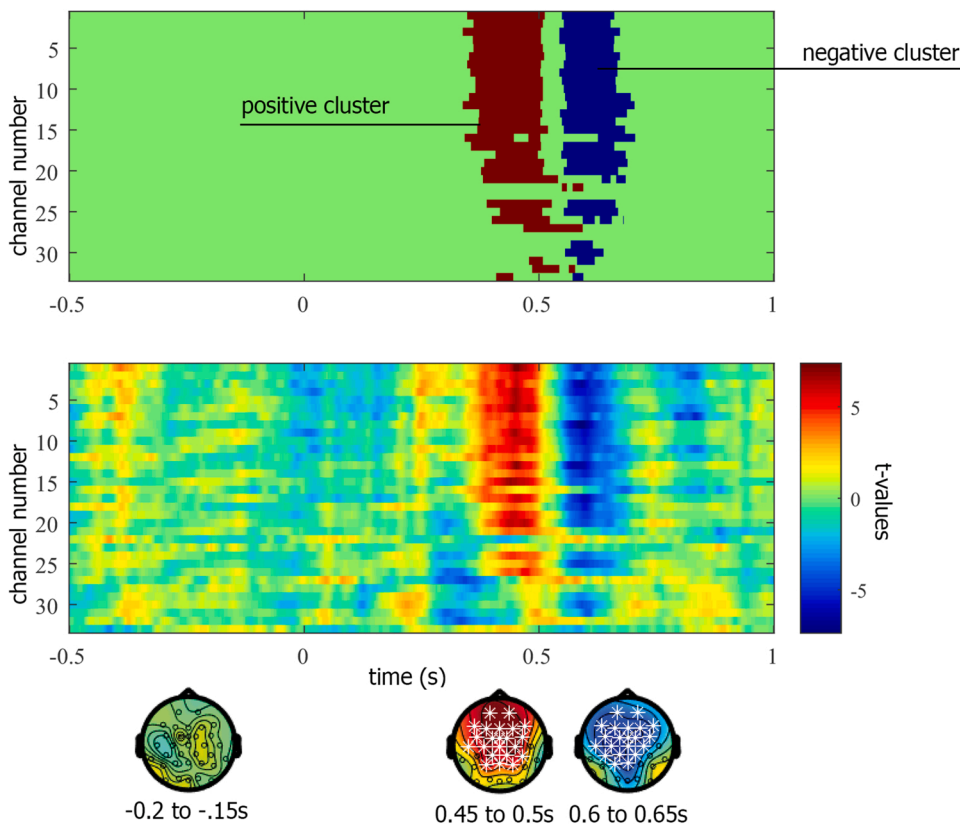 5
10
15
20
25
30
channel number
positive cluster
negative cluster
-0.5
0
0.5
1
5
10
15
20
25
30
channel number
-0.5
0
0.5
1
time (s)
5
0
-5
t-values
-0.2 to -.15s
0.45 to 0.5s
0.6 to 0.65s